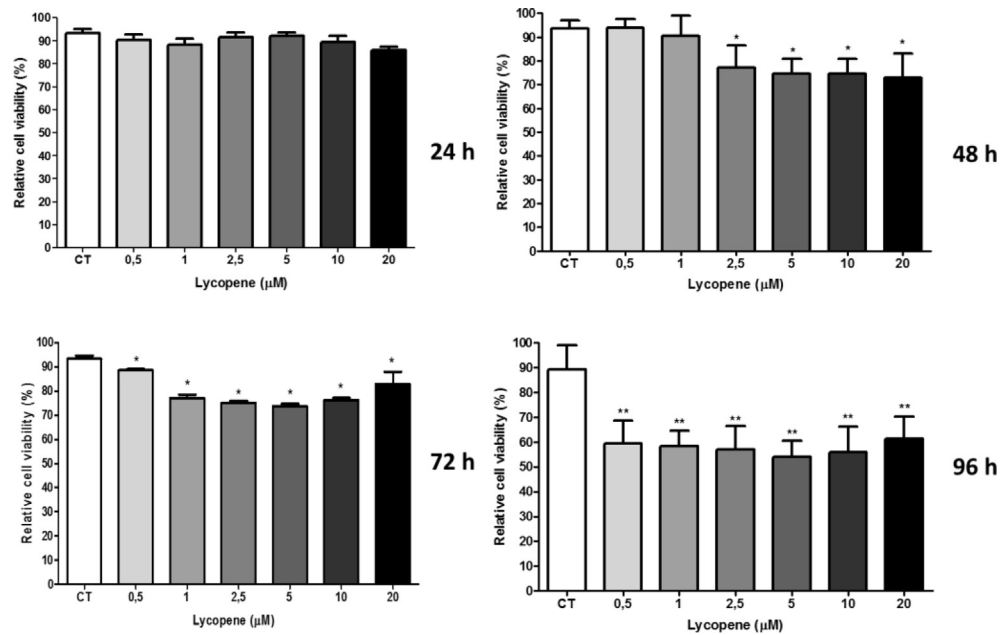 Relative cell viability (%)
100
90
80
70
60
50
40
30
20
10
0
CT 0,5 1 2,5 5 10 20
Lycopene (μM)
24 h
Relative cell viability (%)
100
90
80
70
60
50
40
30
20
10
0
* * * *
CT 0,5 1 2,5 5 10 20
Lycopene (μM)
48 h
Relative cell viability (%)
100
90
80
70
60
50
40
30
20
10
0
* * * * * *
CT 0,5 1 2,5 5 10 20
Lycopene (μM)
72 h
Relative cell viability (%)
100
90
80
70
60
50
40
30
20
10
0
** ** ** ** ** **
CT 0,5 1 2,5 5 10 20
Lycopene (μM)
96 h